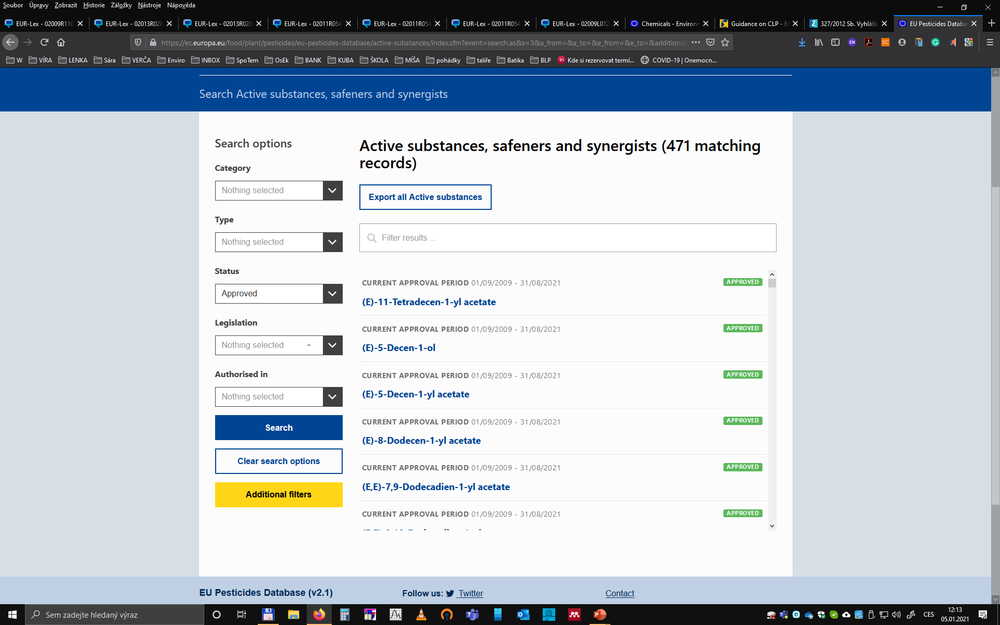 Soubor Úpravy Zobrazit Historie Záložky Nástroje Nápověda
EUR-Lex - 02009R110
EUR-Lex - 02013R028
EUR-Lex - 02013R028
EUR-Lex - 02011R054
EUR-Lex - 02011R054
EUR-Lex - 02011R054
EUR-Lex - 02009L012
Chemicals - Environm
Guidance on CLP - E
327/2012 Sb. Vyhlášk
EU Pesticides Databa
https://ec.europa.eu/food/plant/pesticides/eu-pesticides-database/active-substances/index.cfm?event=search.as&s=3&a_from=&a_to=&e_from=&e_to=&additional
W VÍRA LENKA Sára VERČA Enviro INBOX SpoTem OsEk BANK KUBA ŠKOLA MÍŠA pohádky talíře Batika BLP Kde si rezervovat termí... COVID-19 | Onemocn...
Search Active substances, safeners and synergists
Search options
Category
Nothing selected
Type
Nothing selected
Status
Approved
Legislation
Nothing selected
Authorised in
Nothing selected
Search
Clear search options
Additional filters
Active substances, safeners and synergists (471 matching
records)
Export all Active substances
Filter results ...
CURRENT APPROVAL PERIOD 01/09/2009 - 31/08/2021 APPROVED
(E)-11-Tetradecen-1-yl acetate
CURRENT APPROVAL PERIOD 01/09/2009 - 31/08/2021 APPROVED
(E)-5-Decen-1-ol
CURRENT APPROVAL PERIOD 01/09/2009 - 31/08/2021 APPROVED
(E)-5-Decen-1-yl acetate
CURRENT APPROVAL PERIOD 01/09/2009 - 31/08/2021 APPROVED
(E)-8-Dodecen-1-yl acetate
CURRENT APPROVAL PERIOD 01/09/2009 - 31/08/2021 APPROVED
(E,E)-7,9-Dodecadien-1-yl acetate
CURRENT APPROVAL PERIOD 01/09/2009 - 31/08/2021 APPROVED
EU Pesticides Database (v2.1)
Follow us: Twitter
Contact
Sem zadejte hledaný výraz
CES
12:13
05.01.2021